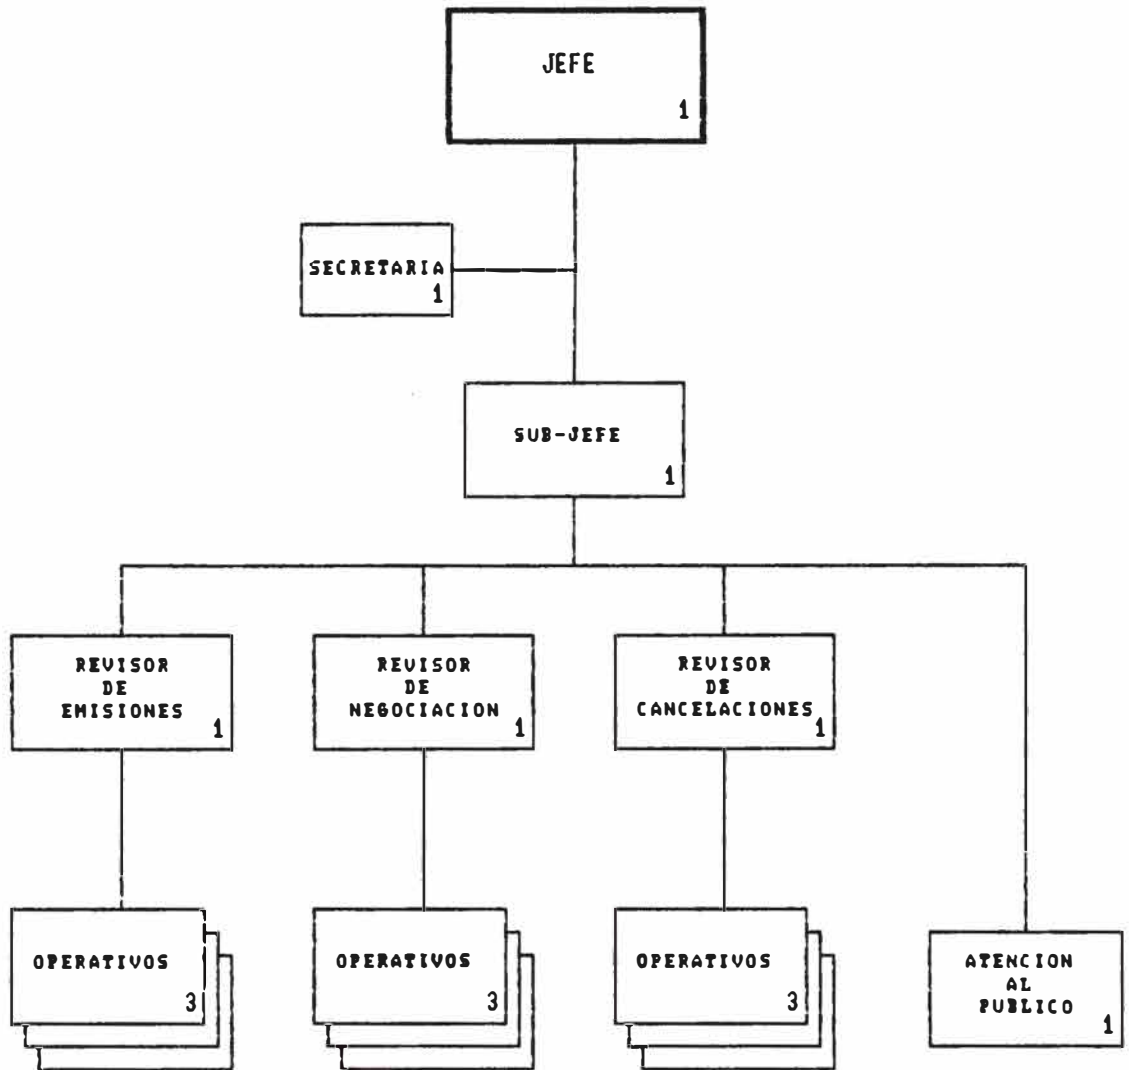 JEFE
1
SECRETARIA
1
SUB-JEFE
1
REVISOR
DE
EMISIONES
1
REVISOR
DE
NEGOCIACION
1
REVISOR
DE
CANCELACIONES
1
OPERATIVOS
3
OPERATIVOS
3
OPERATIVOS
3
ATENCION
AL
PUBLICO
1